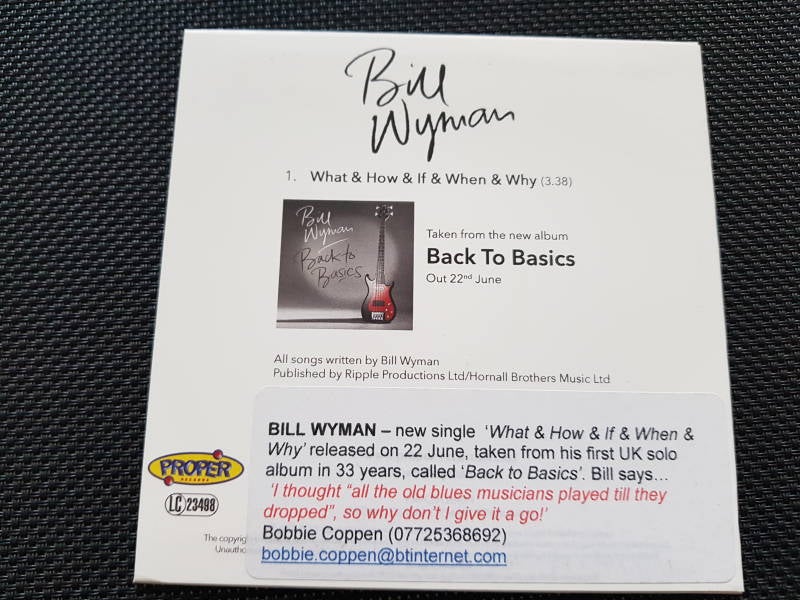 Bill
Wyman
1. What & How & If & When & Why (3.38)
Bill
Wyman
Back to
Basics
Taken from the new album
Back To Basics
Out 22nd June
All songs written by Bill Wyman
Published by Ripple Productions Ltd/Hornall Brothers Music Ltd
BILL WYMAN – new single ‘What & How & If & When &
Why’ released on 22 June, taken from his first UK solo
album in 33 years, called ‘Back to Basics’. Bill says...
‘I thought “all the old blues musicians played till they
dropped”, so why don’t I give it a go!’
Bobbie Coppen (07725368692)
bobbie.coppen@btinternet.com
PROPER
RECORDS
LC 23498
The copyrig
Unautho